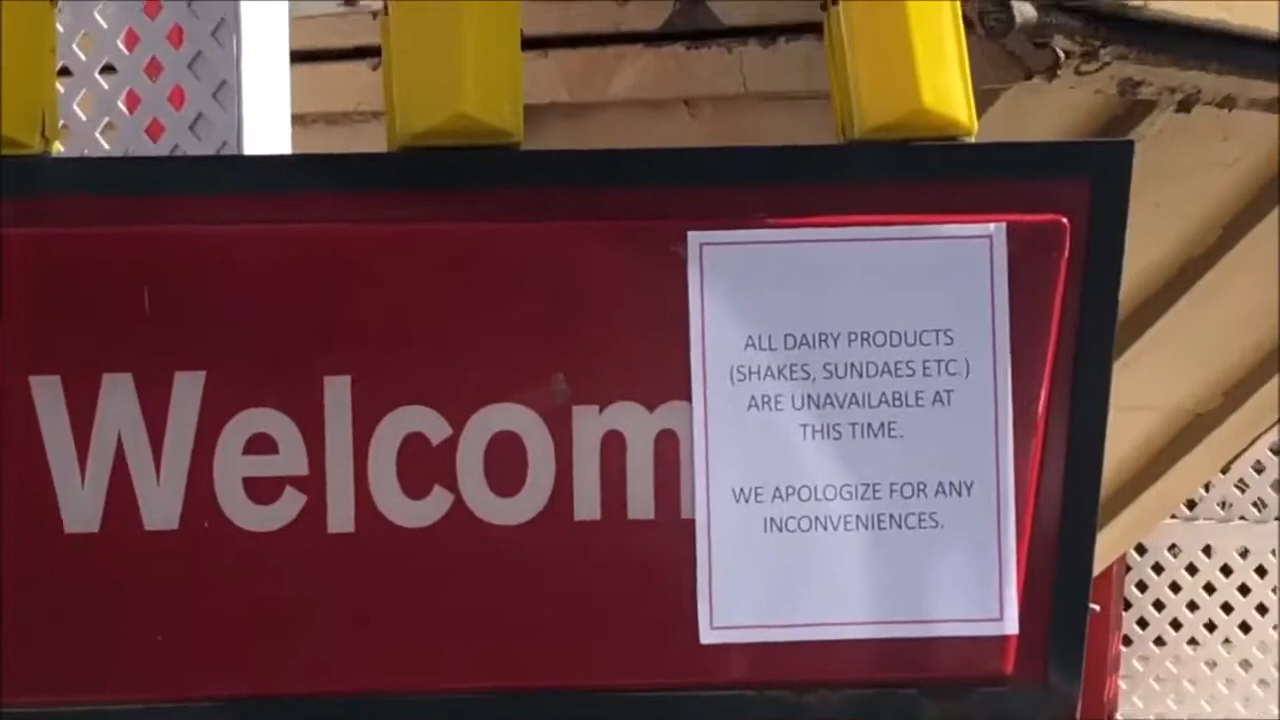 Welcom
ALL DAIRY PRODUCTS
(SHAKES, SUNDAES ETC.)
ARE UNAVAILABLE AT
THIS TIME.
WE APOLOGIZE FOR ANY
INCONVENIENCES.